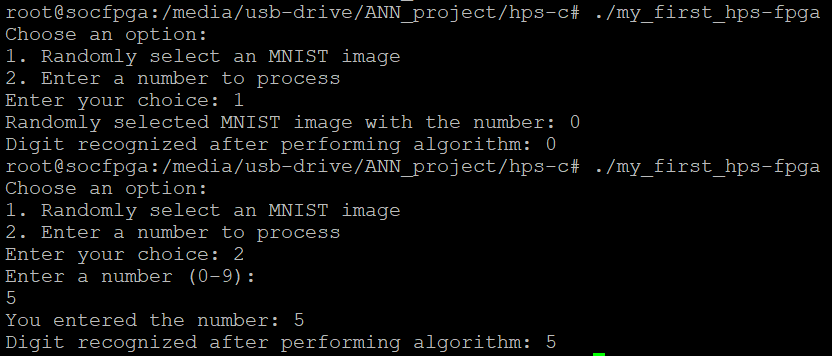 root@socfpga:/media/usb-drive/ANN_project/hps-c# ./my_first_hps-fpga
Choose an option:
1. Randomly select an MNIST image
2. Enter a number to process
Enter your choice: 1
Randomly selected MNIST image with the number: 0
Digit recognized after performing algorithm: 0
root@socfpga:/media/usb-drive/ANN_project/hps-c# ./my_first_hps-fpga
Choose an option:
1. Randomly select an MNIST image
2. Enter a number to process
Enter your choice: 2
Enter a number (0-9):
5
You entered the number: 5
Digit recognized after performing algorithm: 5